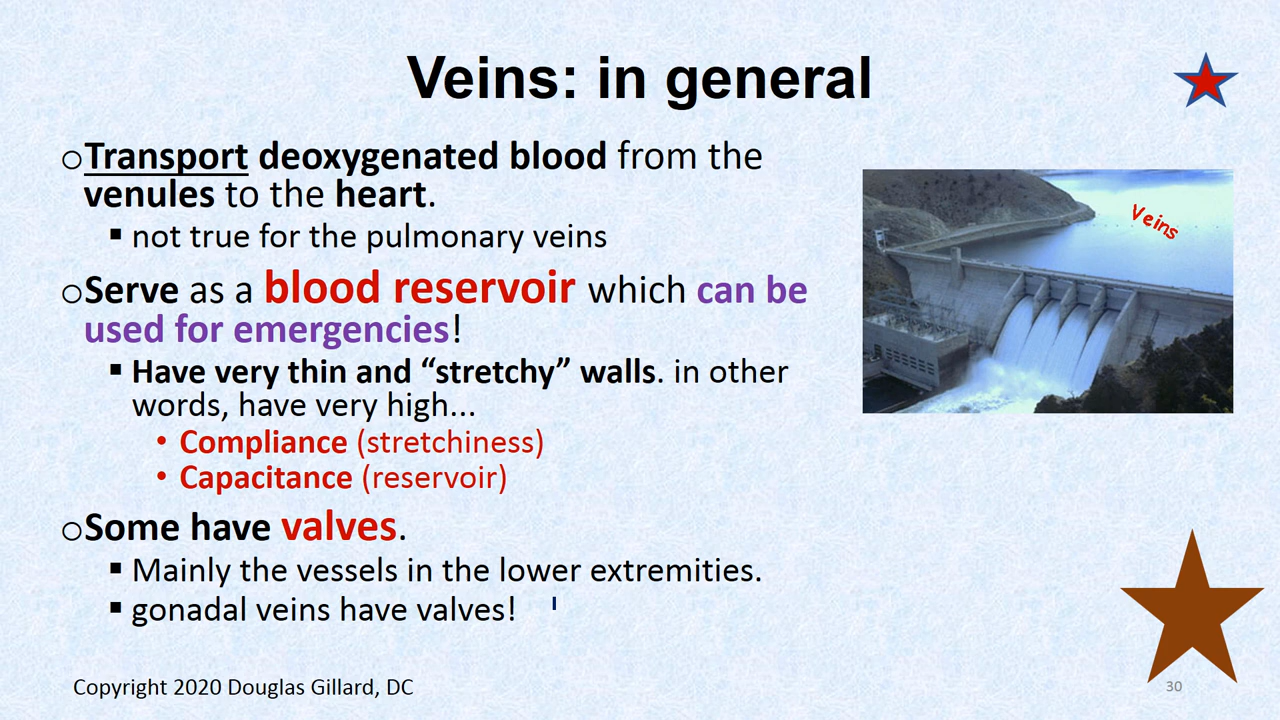 Veins: in general
oTransport deoxygenated blood from the
venules to the heart.
▪ not true for the pulmonary veins
oServe as a blood reservoir which can be
used for emergencies!
▪ Have very thin and “stretchy” walls. in other
words, have very high...
• Compliance (stretchiness)
• Capacitance (reservoir)
oSome have valves.
▪ Mainly the vessels in the lower extremities.
▪ gonadal veins have valves!
Veins
Copyright 2020 Douglas Gillard, DC
30